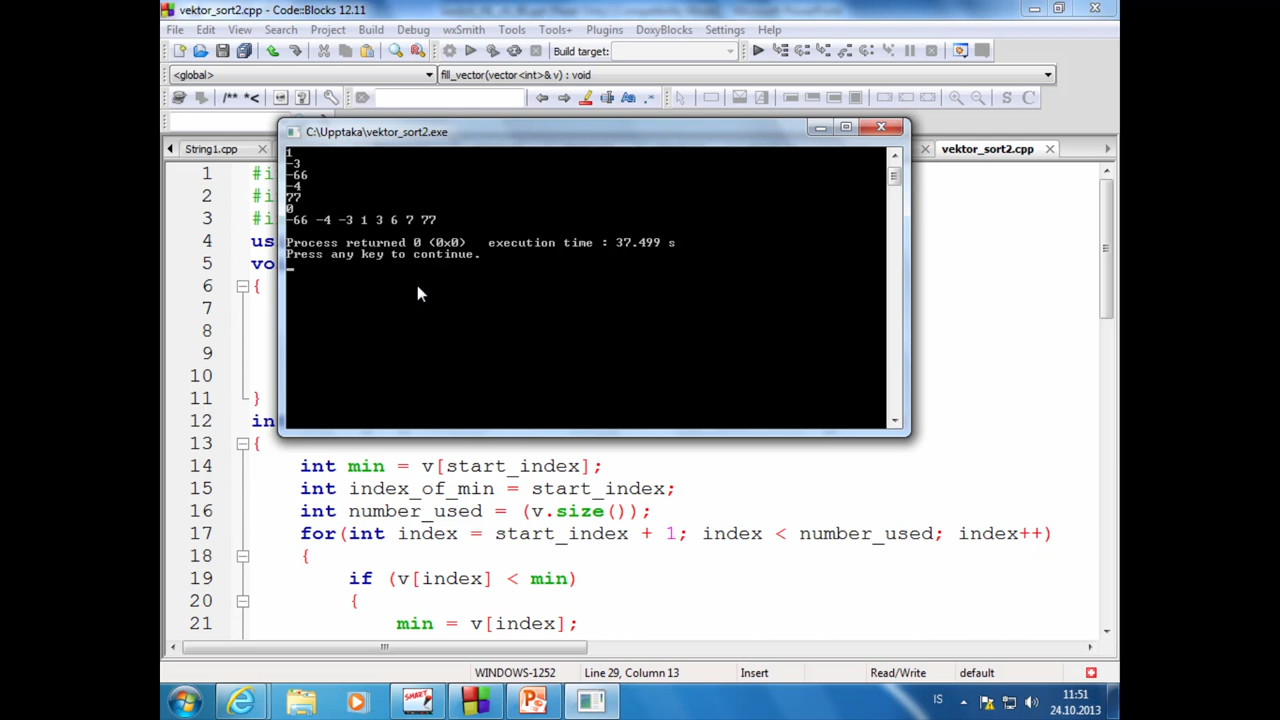 vektor_sort2.cpp - Code::Blocks 12.11
File Edit View Search Project Build Debug wxSmith Tools Tools+ Plugins DoxyBlocks Settings Help
Build target:
<global> fill_vector(vector<int>& v) : void
/** *< Aa .* S C
C:\Upptaka\vektor_sort2.exe
String1.cpp vektor_sort2.cpp
1
-3
-66
-4
77
0
-66 -4 -3 1 3 6 7 77
Process returned 0 (0x0) execution time : 37.499 s
Press any key to continue.
1 #i
2 #i
3 #i
4 us
5 vo
6 {
7
8
9
10
11 }
12 in
13 {
14 int min = v[start_index];
15 int index_of_min = start_index;
16 int number_used = (v.size());
17 for(int index = start_index + 1; index < number_used; index++)
18 {
19 if (v[index] < min)
20 {
21 min = v[index];
WINDOWS-1252 Line 29, Column 13 Insert Read/Write default
SMART IS 11:51
24.10.2013